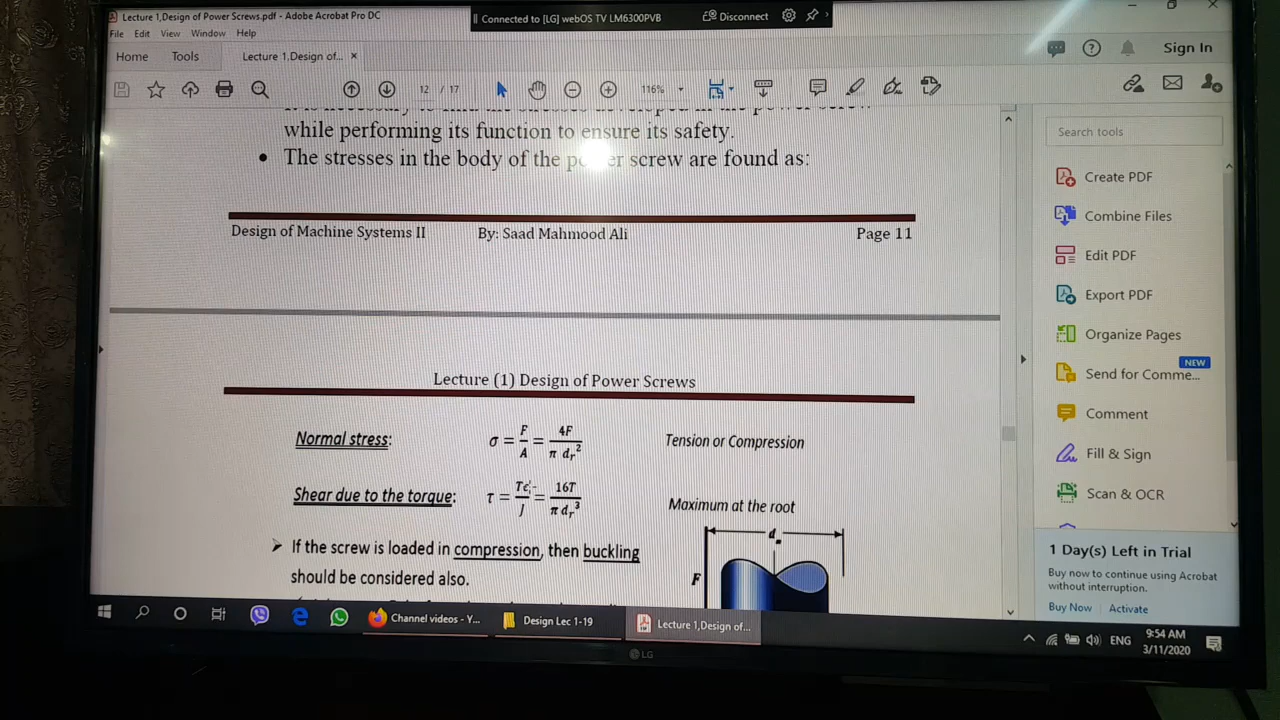 Lecture 1,Design of Power Screws.pdf - Adobe Acrobat Pro DC
Connected to [LG] webOS TV LM6300PVB
Disconnect
File Edit View Window Help
Home Tools Lecture 1,Design of... ×
Sign In
12 / 17
116%
while performing its function to ensure its safety.
• The stresses in the body of the power screw are found as:
Design of Machine Systems II By: Saad Mahmood Ali Page 11
Lecture (1) Design of Power Screws
Normal stress: σ = F/A = 4F/π dr² Tension or Compression
Shear due to the torque: τ = Tc/J = 16T/π dr³ Maximum at the root
➤ If the screw is loaded in compression, then buckling
should be considered also.
F
Search tools
Create PDF
Combine Files
Edit PDF
Export PDF
Organize Pages
NEW
Send for Comme...
Comment
Fill & Sign
Scan & OCR
1 Day(s) Left in Trial
Buy now to continue using Acrobat
without interruption.
Buy Now Activate
Channel videos - Y...
Design Lec 1-19
Lecture 1,Design of...
ENG
9:54 AM
3/11/2020
LG